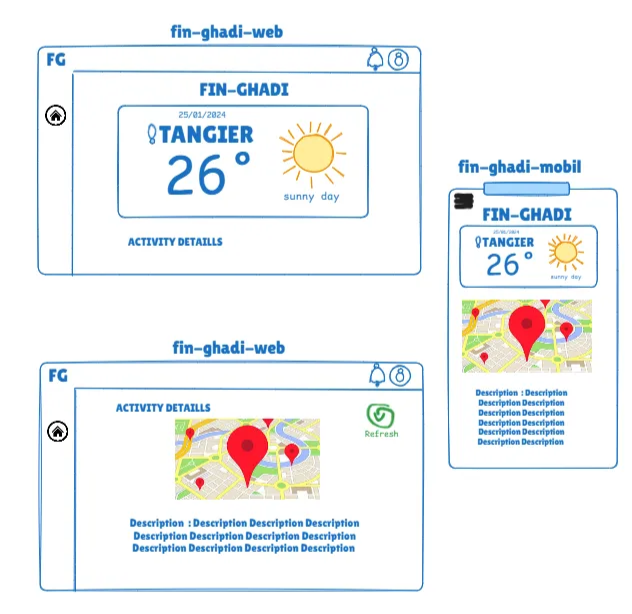 fin-ghadi-web
FG
FIN-GHADI
25/01/2024
TANGIER
26°
sunny day
ACTIVITY DETAILLS
fin-ghadi-mobil
FIN-GHADI
25/01/2024
TANGIER
26°
sunny day
Description : Description
Description Description
Description Description
Description Description
Description Description
Description Description
fin-ghadi-web
FG
ACTIVITY DETAILLS
Refresh
Description : Description Description Description
Description Description Description Description
Description Description Description Description